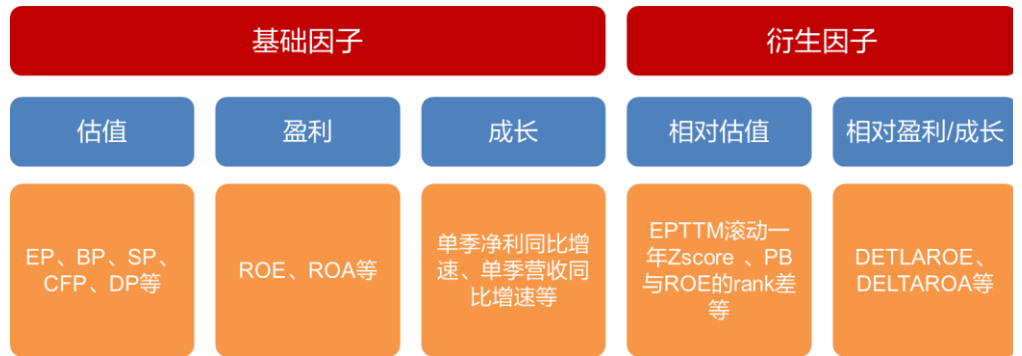 基础因子
衍生因子
估值
盈利
成长
相对估值
相对盈利/成长
EP、BP、SP、
CFP、DP等
ROE、ROA等
单季净利同比增
速、单季营收同
比增速等
EPTTM滚动一
年Zscore 、PB
与ROE的rank差
等
DETLAROE、
DELTAROA等